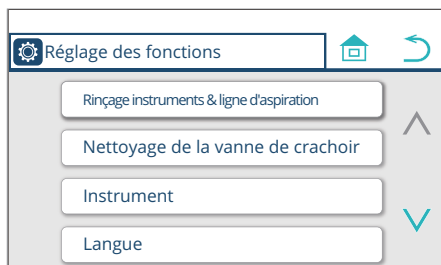 Réglage des fonctions
Rinçage instruments & ligne d'aspiration
Nettoyage de la vanne de crachoir
Instrument
Langue